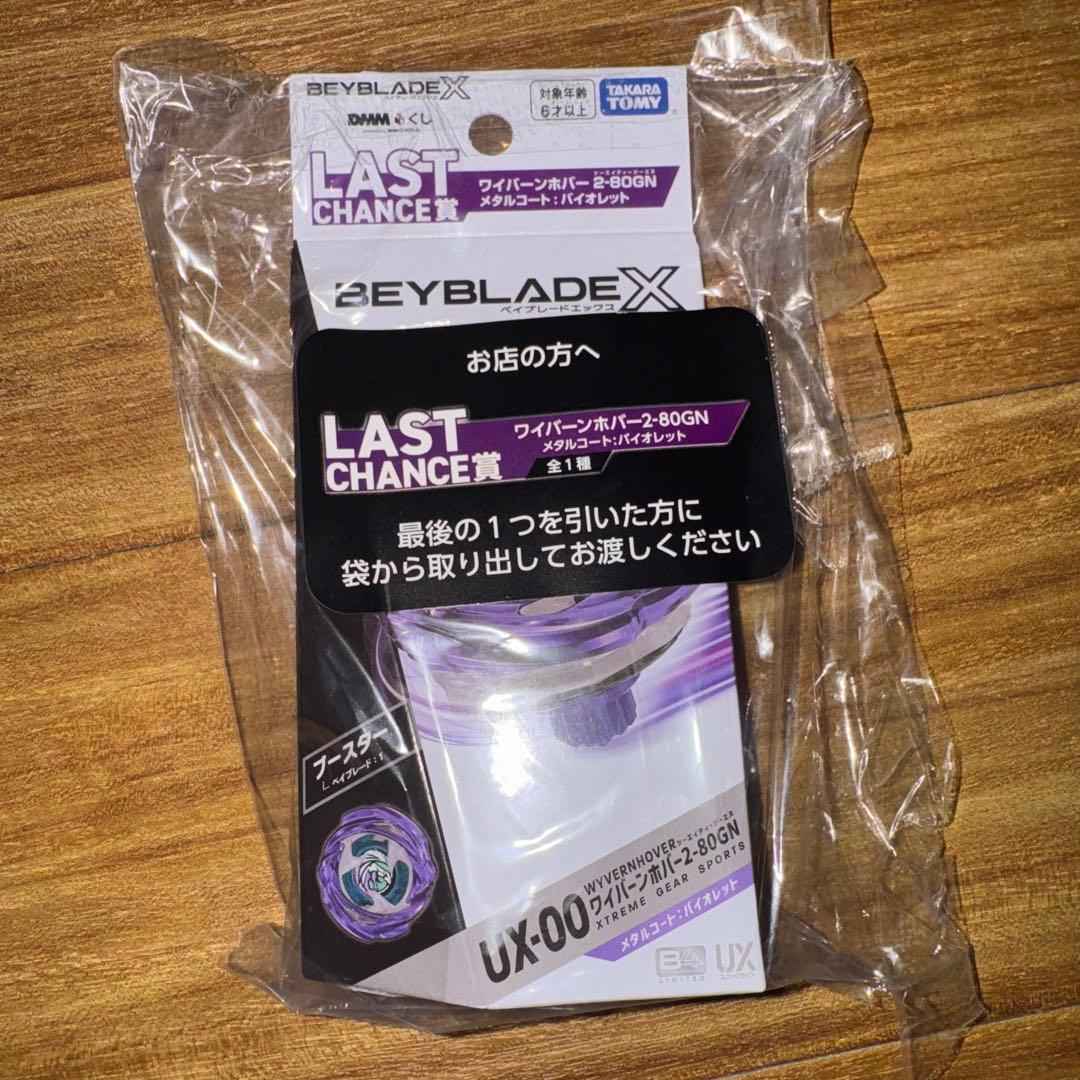 BEYBLADE X
ベイブレードエックス
対象年齢
6才以上
TAKARA
TOMY
DMMくじ
LAST
CHANCE賞
ツーエイティージーエヌ
ワイバーンホバー 2-80GN
メタルコート:バイオレット
BEYBLADE X
ベイブレードエックス
お店の方へ
LAST
CHANCE賞
ワイバーンホバー2-80GN
メタルコート:バイオレット
全1種
最後の1つを引いた方に
袋から取り出してお渡しください
ブースター
ベイブレード:1
UX-00
WYVERNHOVER ツーエイティージーエヌ
ワイバーンホバー2-80GN
XTREME GEAR SPORTS
メタルコート:バイオレット
B4
LIMITED
UX
ユニークライン